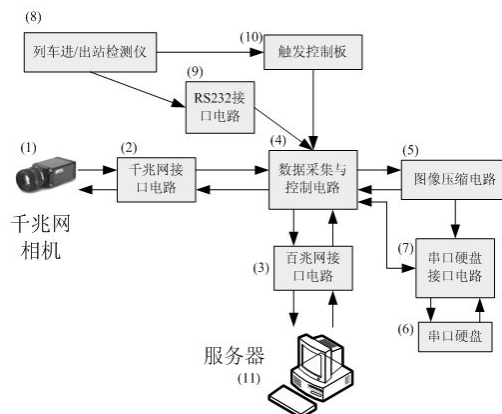 (8)
列车进/出站检测仪
(10)
触发控制板
(9)
RS232接
口电路
(1)
(2)
千兆网接
口电路
(4)
数据采集与
控制电路
(5)
图像压缩电路
千兆网
相机
(3)
百兆网接
口电路
(7)
串口硬盘
接口电路
(6)
串口硬盘
服务器
(11)